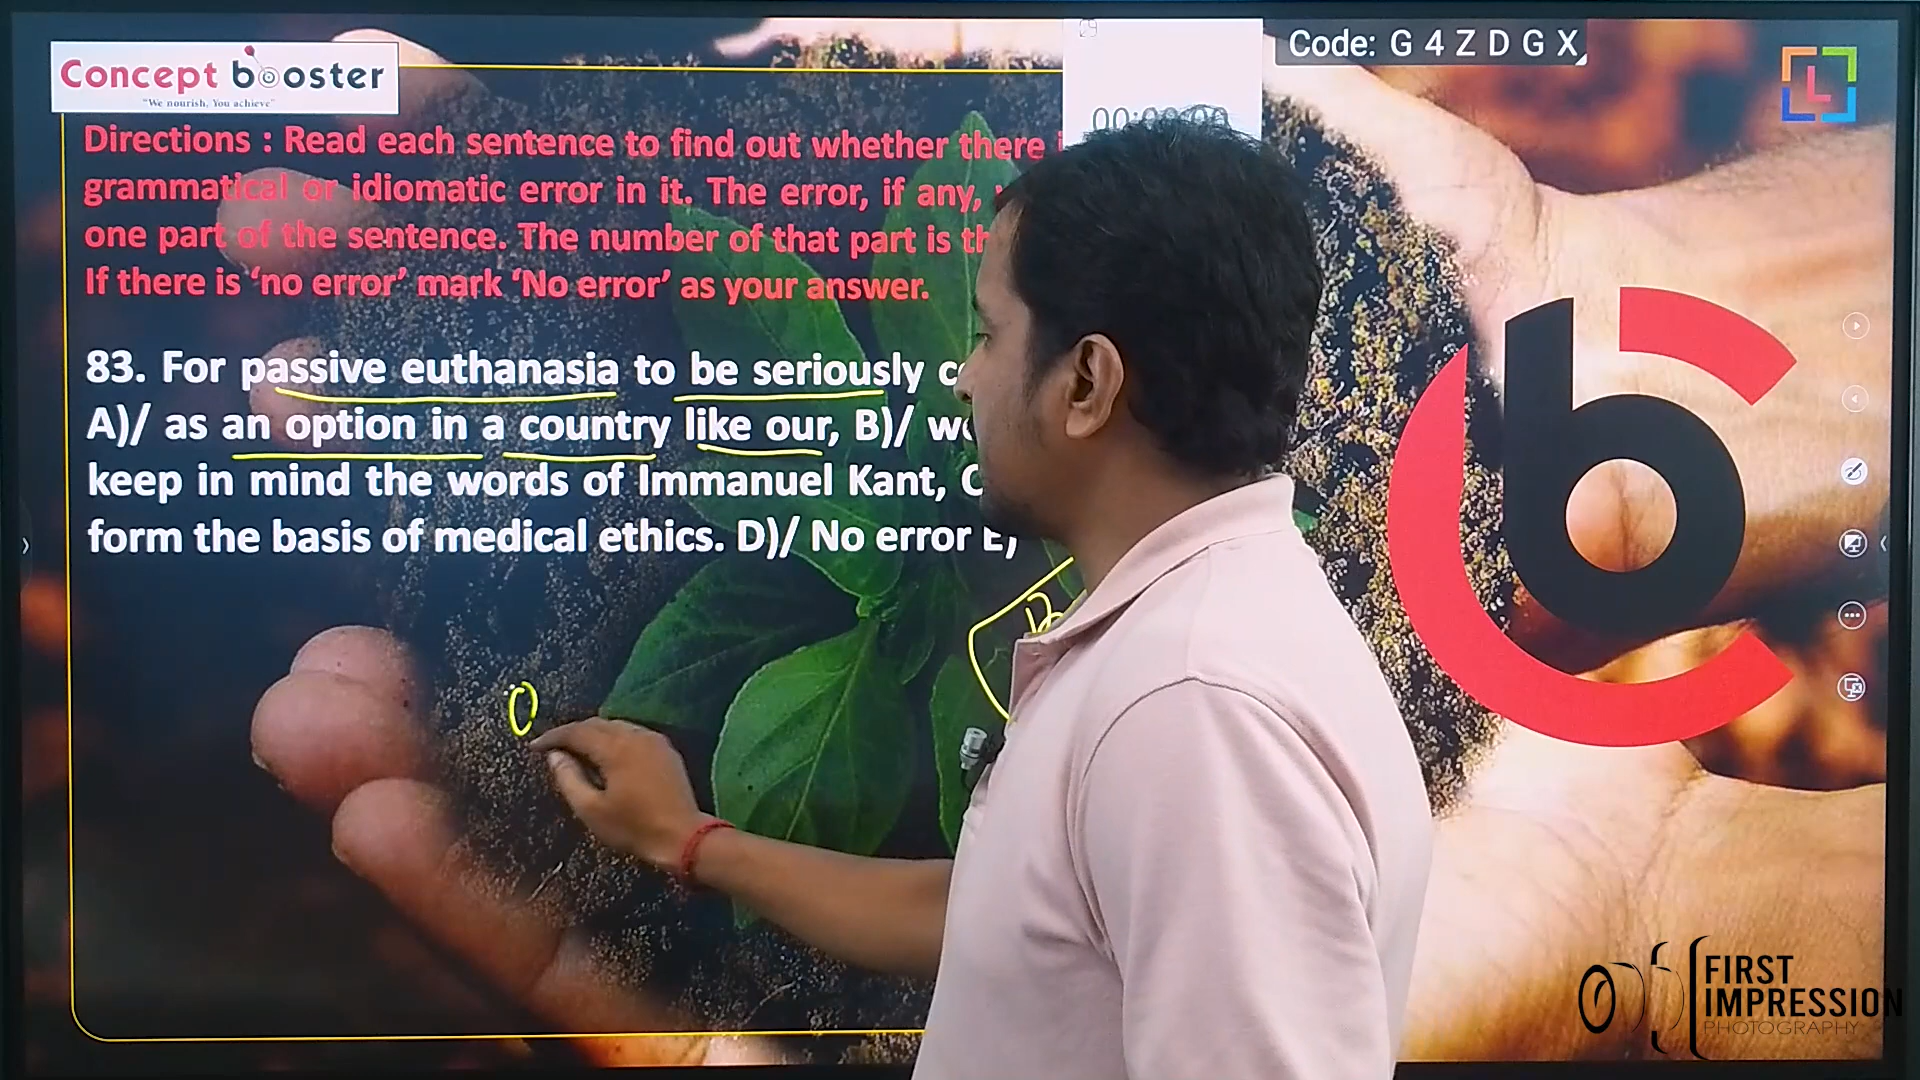 Code: G 4 Z D G X
Concept booster
"We nourish, You achieve"
L
00:00:00
Directions : Read each sentence to find out whether there
grammatical or idiomatic error in it. The error, if any,
one part of the sentence. The number of that part is
If there is ‘no error’ mark ‘No error’ as your answer.
83. For passive euthanasia to be seriously
A)/ as an option in a country like our, B)/
keep in mind the words of Immanuel Kant,
form the basis of medical ethics. D)/ No error E)
b
O
FIRST
IMPRESSION
PHOTOGRAPHY